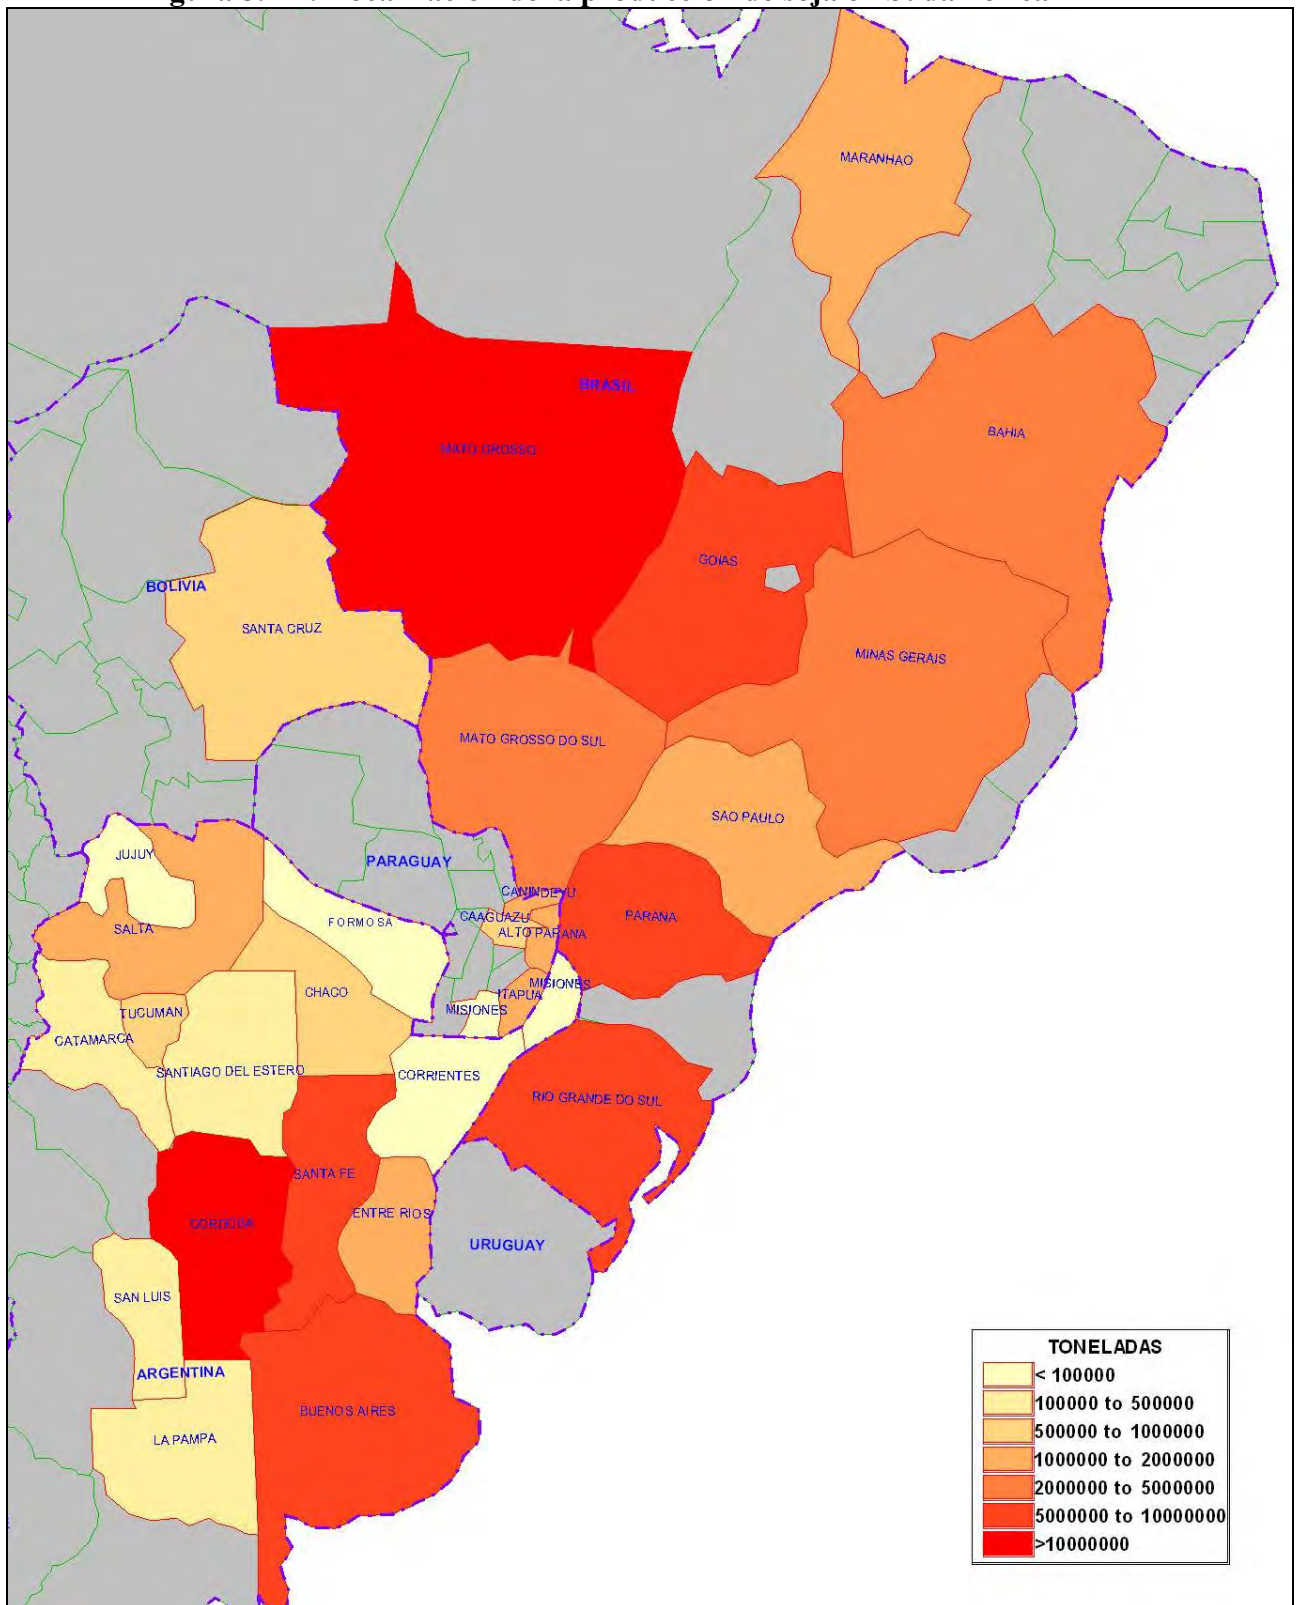 MARANHAO
BRASIL
BAHIA
MATO GROSSO
GOIAS
BOLIVIA
SANTA CRUZ
MINAS GERAIS
MATO GROSSO DO SUL
SAO PAULO
JUJUY
PARAGUAY
CANINDEYU
CAAGUAZU
PARANA
FORMOSA
SALTA
ALTO PARANA
MISIONES
CHACO
ITAPUA
TUCUMAN
MISIONES
CATAMARCA
SANTIAGO DEL ESTERO
CORRIENTES
RIO GRANDE DO SUL
SANTA FE
ENTRE RIOS
CORDOBA
URUGUAY
SAN LUIS
ARGENTINA
BUENOS AIRES
LA PAMPA
TONELADAS
< 100000
100000 to 500000
500000 to 1000000
1000000 to 2000000
2000000 to 5000000
5000000 to 10000000
>10000000